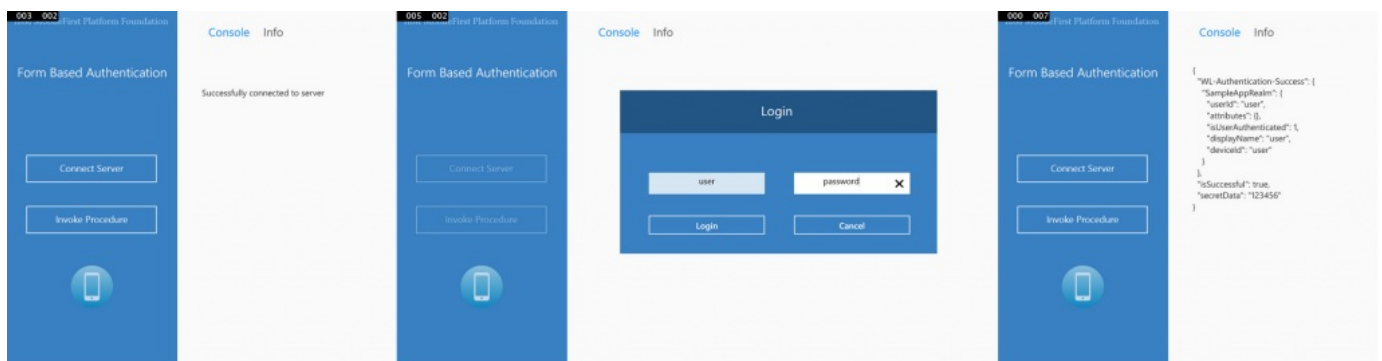 003 002
First Platform Foundation
Console Info
Form Based Authentication
Successfully connected to server
Connect Server
Invoke Procedure
005 002
First Platform Foundation
Console Info
Form Based Authentication
Login
Connect Server
user password
Invoke Procedure
Login Cancel
000 007
First Platform Foundation
Console Info
Form Based Authentication
{
"WL-Authentication-Success": {
"SampleAppRealm": {
"userId": "user",
"attributes": {},
"isUserAuthenticated": 1,
"displayName": "user",
"deviceId": "user"
}
},
"isSuccessful": true,
"secretData": "123456"
}
Connect Server
Invoke Procedure